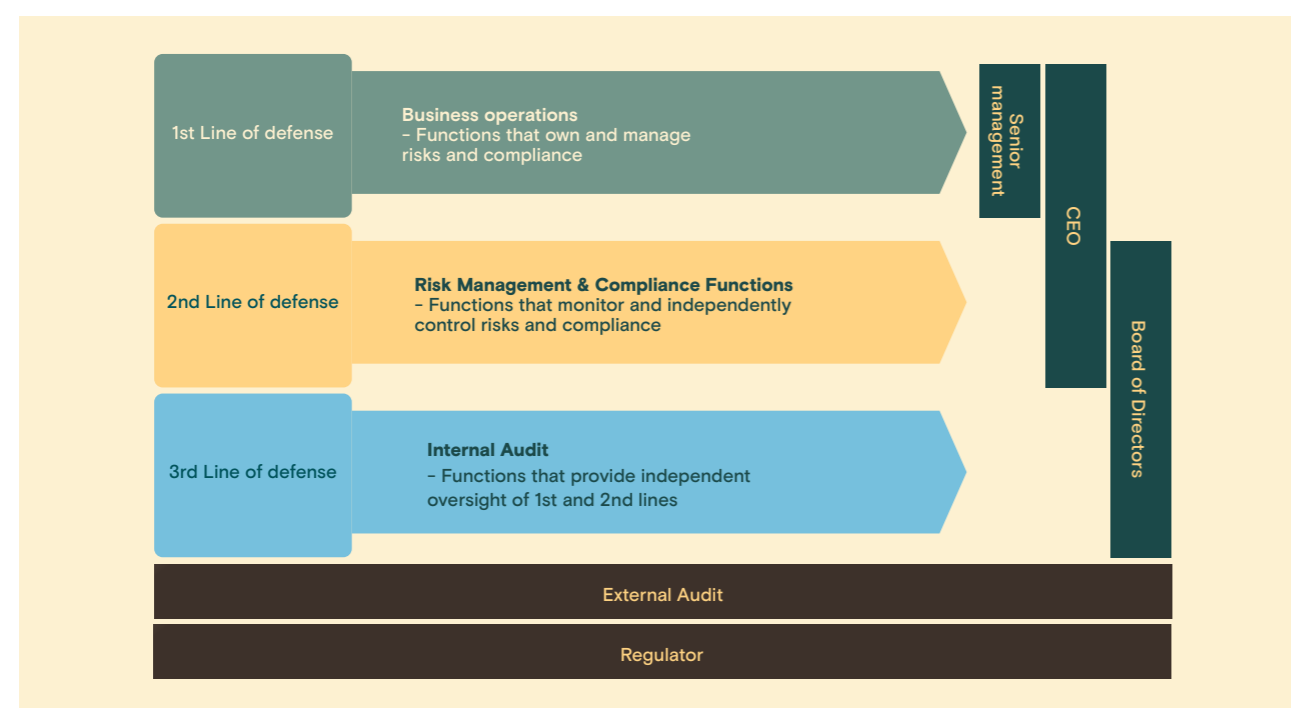 1st Line of defense
Business operations
- Functions that own and manage
risks and compliance
Senior
management
CEO
2nd Line of defense
Risk Management & Compliance Functions
- Functions that monitor and independently
control risks and compliance
Board of Directors
3rd Line of defense
Internal Audit
- Functions that provide independent
oversight of 1st and 2nd lines
External Audit
Regulator